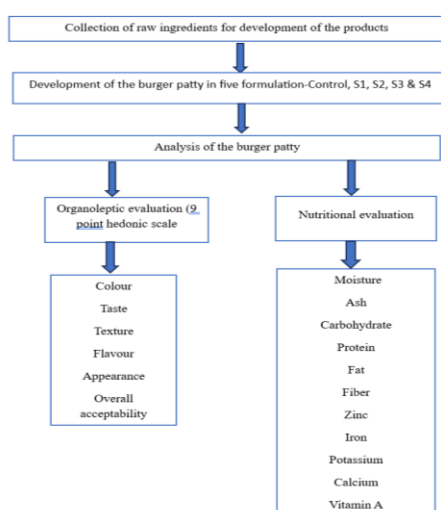 Collection of raw ingredients for development of the products
Development of the burger patty in five formulation-Control, S1, S2, S3 & S4
Analysis of the burger patty
Organoleptic evaluation (9
point hedonic scale
Nutritional evaluation
Colour
Taste
Texture
Flavour
Appearance
Overall
acceptability
Moisture
Ash
Carbohydrate
Protein
Fat
Fiber
Zinc
Iron
Potassium
Calcium
Vitamin A